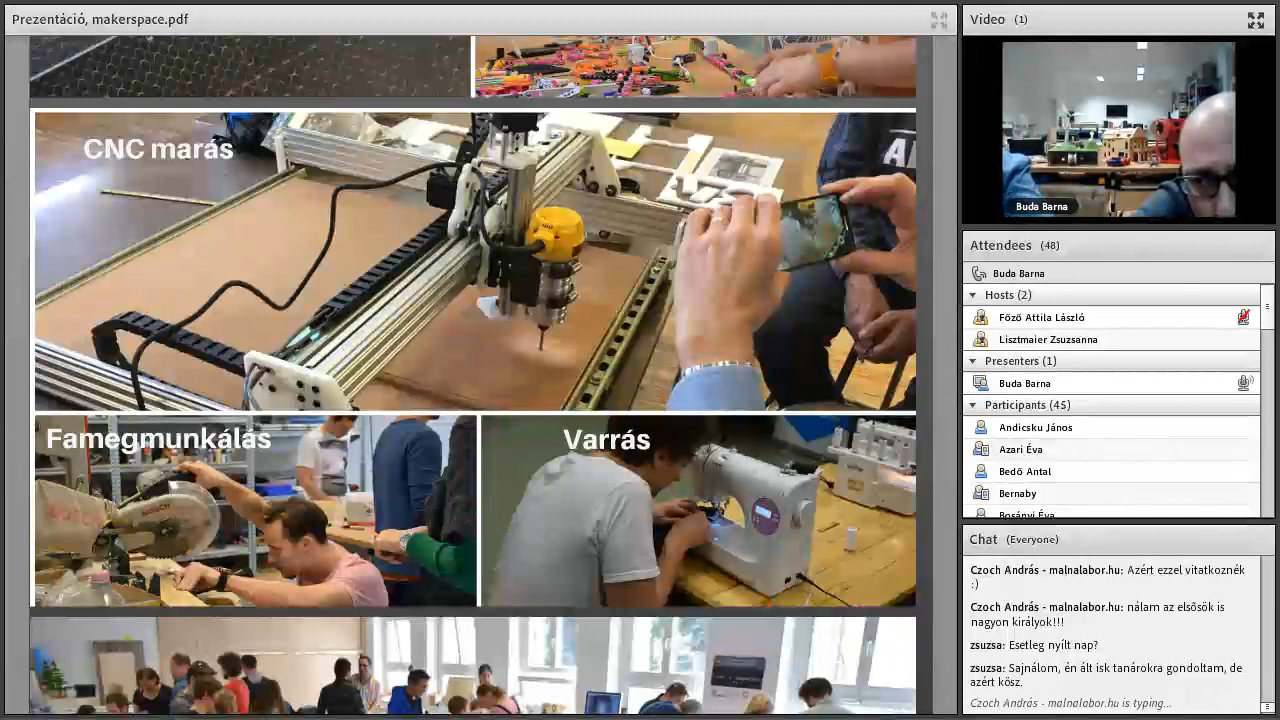 Prezentáció, makerspace.pdf
CNC marás
Famegmunkálás
Varrás
Video (1)
Buda Barna
Attendees (48)
Buda Barna
Hosts (2)
Főző Attila László
Lisztmaier Zsuzsanna
Presenters (1)
Buda Barna
Participants (45)
Andicsku János
Azari Éva
Bedő Antal
Bernaby
Bosányi Éva
Chat (Everyone)
Czoch András - malnalabor.hu: Azért ezzel vitatkoznék
:)
Czoch András - malnalabor.hu: nálam az elsősök is
nagyon királyok!!!
zsuzsa: Esetleg nyílt nap?
zsuzsa: Sajnálom, én ált isk tanárokra gondoltam, de
azért kösz.
Czoch András - malnalabor.hu is typing...